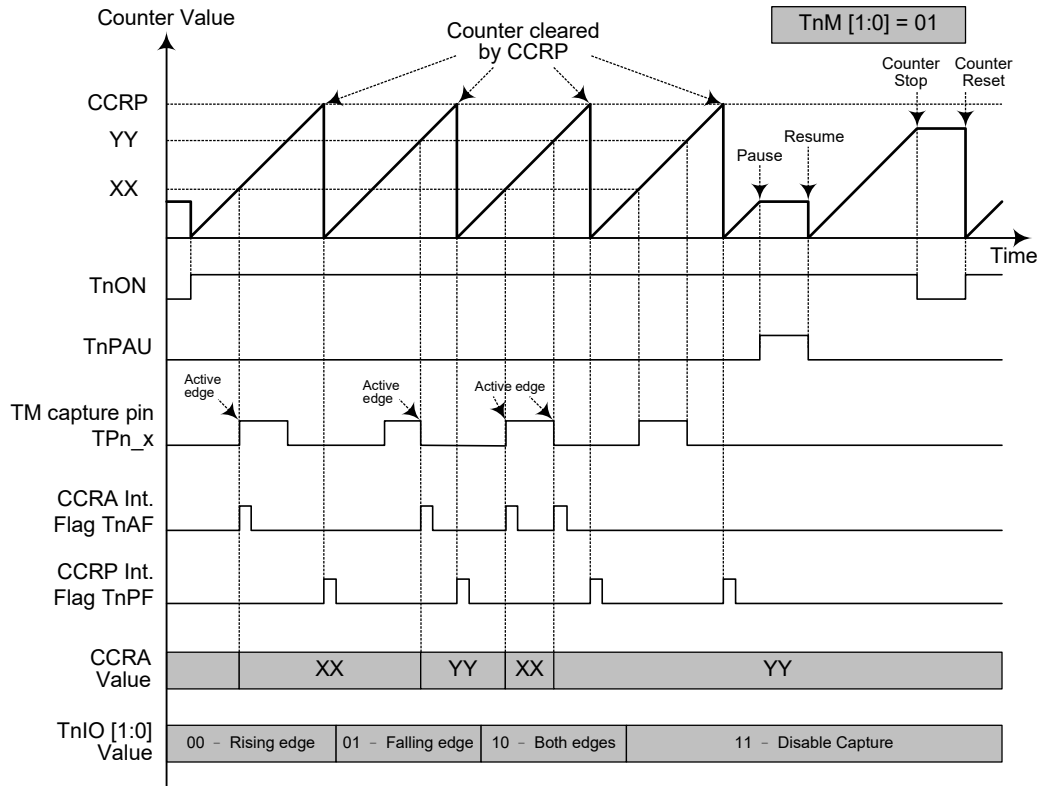 Counter Value
TnM [1:0] = 01
Counter cleared
by CCRP
Counter
Stop
Counter
Reset
CCRP
YY
XX
Pause
Resume
Time
TnON
TnPAU
Active
edge
Active
edge
Active edge
TM capture pin
TPn_x
CCRA Int.
Flag TnAF
CCRP Int.
Flag TnPF
CCRA
Value
XX
YY
XX
YY
TnIO [1:0]
Value
00 – Rising edge
01 – Falling edge
10 – Both edges
11 – Disable Capture